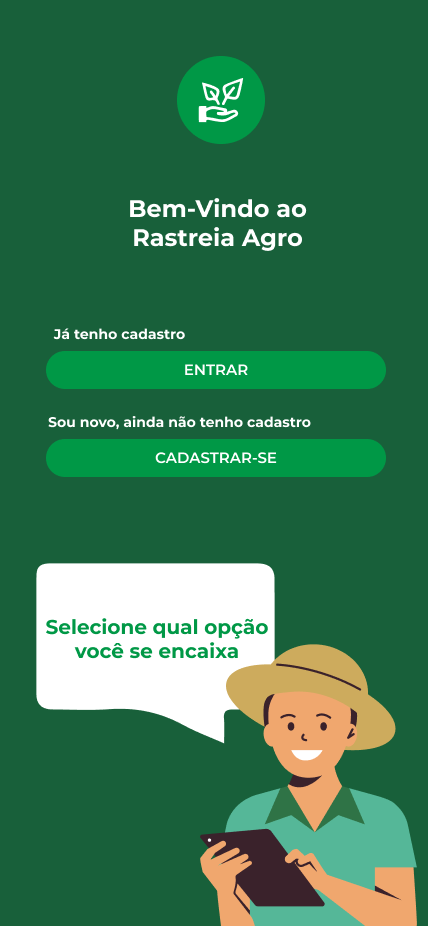 Bem-Vindo ao
Rastreia Agro
Já tenho cadastro
ENTRAR
Sou novo, ainda não tenho cadastro
CADASTRAR-SE
Selecione qual opção
você se encaixa